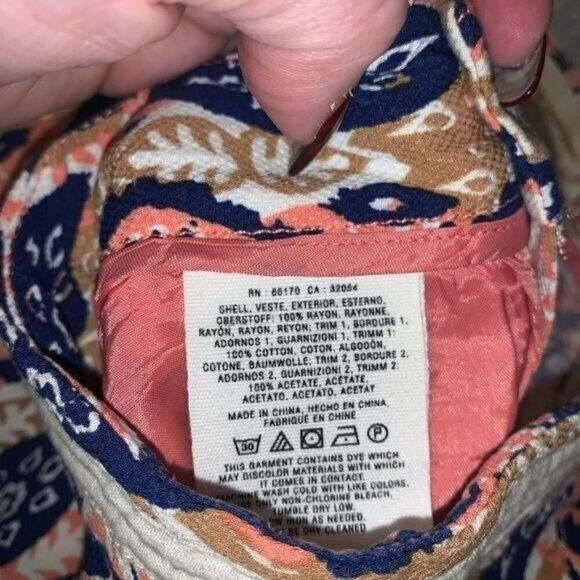 RN : 66170 CA : 32054
SHELL, VESTE, EXTERIOR, ESTERNO,
OBERSTOFF: 100% RAYON, RAYONNE,
RAYÓN, RAYON, REYÓN; TRIM 1, BORDURE 1,
ADORNOS 1, GUARNIZIONI 1, TRIMM 1:
100% COTTON, COTON, ALGODÓN,
COTONE, BAUMWOLLE; TRIM 2, BORDURE 2,
ADORNOS 2, GUARNIZIONI 2, TRIMM 2:
100% ACETATE, ACÉTATE,
ACETATO, ACETATO, ACETAT
MADE IN CHINA, HECHO EN CHINA,
FABRIQUÉ EN CHINE
30 P
THIS GARMENT CONTAINS DYE WHICH
MAY DISCOLOR MATERIALS WITH WHICH
IT COMES IN CONTACT.
MACHINE WASH COLD WITH LIKE COLORS.
ONLY NON-CHLORINE BLEACH.
IRON AS NEEDED.
BE DRY CLEANED